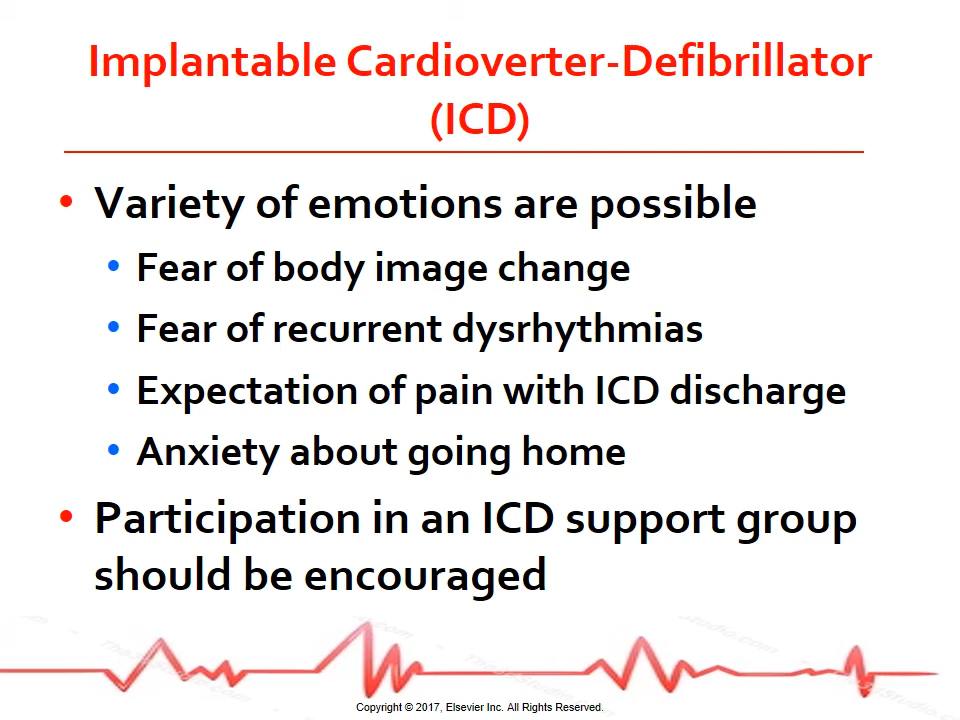 Implantable Cardioverter-Defibrillator
(ICD)
• Variety of emotions are possible
• Fear of body image change
• Fear of recurrent dysrhythmias
• Expectation of pain with ICD discharge
• Anxiety about going home
• Participation in an ICD support group
should be encouraged
Copyright © 2017, Elsevier Inc. All Rights Reserved.